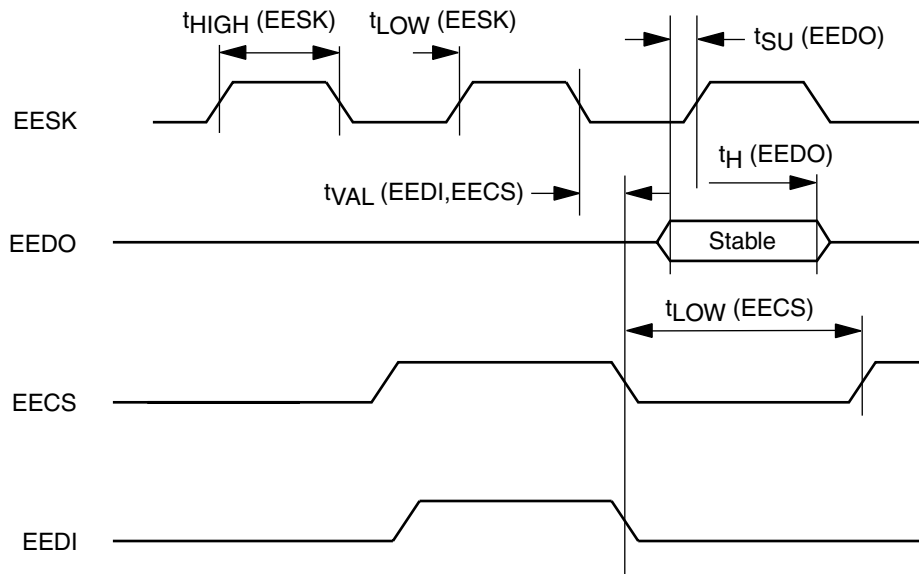 tHIGH (EESK)
tLOW (EESK)
tSU (EEDO)
EESK
tH (EEDO)
tVAL (EEDI,EECS)
EEDO
Stable
tLOW (EECS)
EECS
EEDI